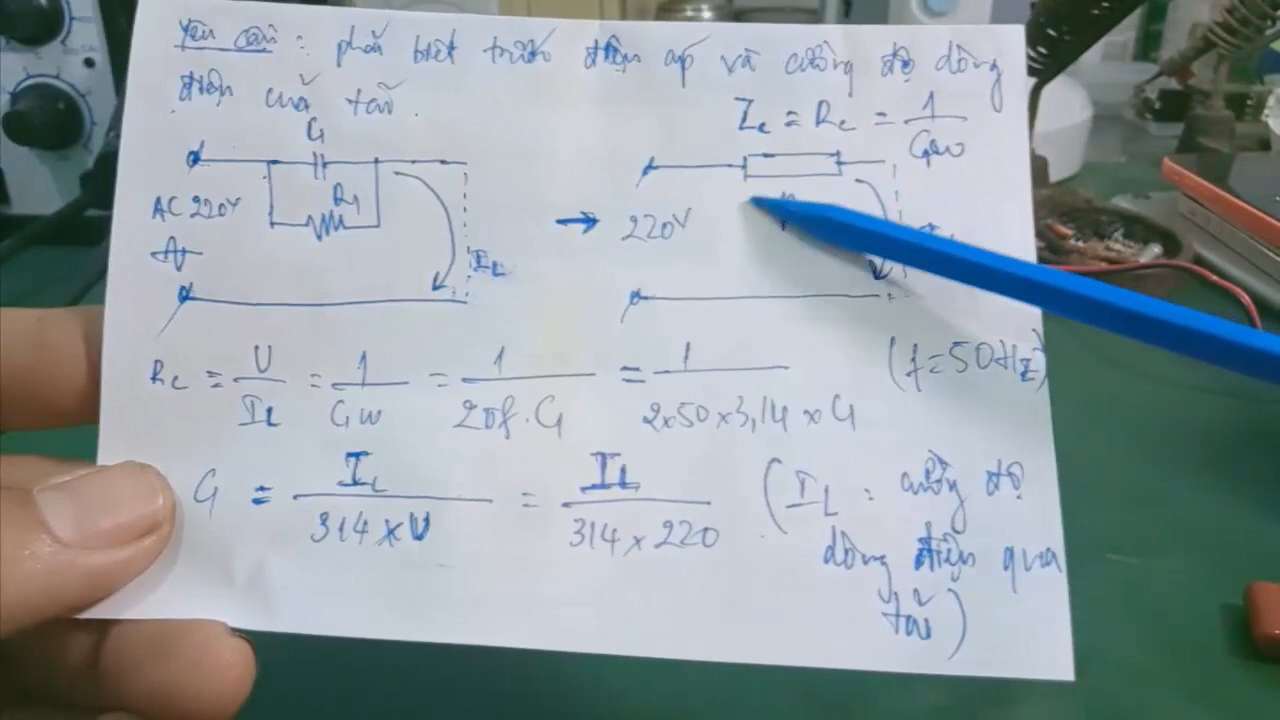 Yêu cầu: phải biết trước điện áp và cường độ dòng
điện của tải.
Zc = Rc = 1/C1ω
C1
R1
AC 220V
IL
→ 220V
Rc = U/IL = 1/C1ω = 1/2πf.C1 = 1/2x50x3,14xC1 (f=50Hz)
C1 = IL/314xU = IL/314x220 (IL: cường độ
dòng điện qua
tải)